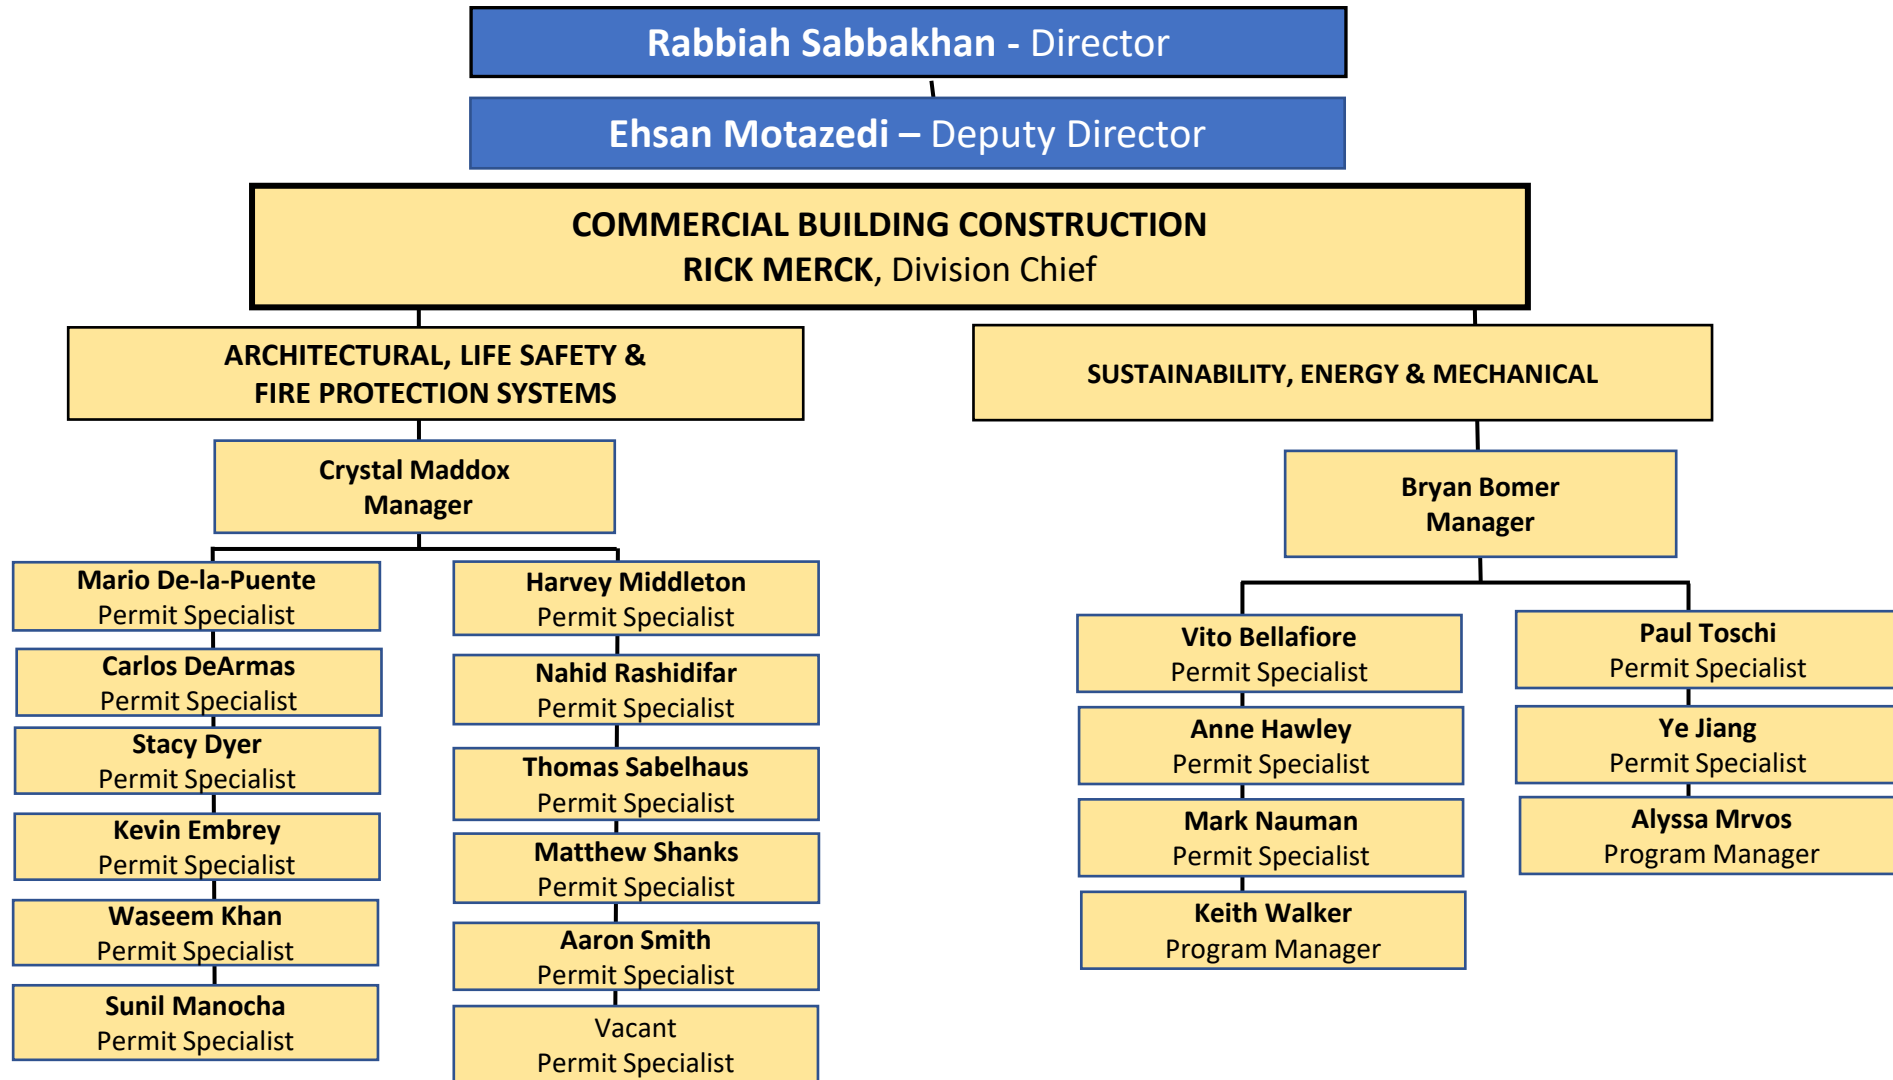 Rabbiah Sabbakhan - Director
Ehsan Motazedi – Deputy Director
COMMERCIAL BUILDING CONSTRUCTION
RICK MERCK, Division Chief
ARCHITECTURAL, LIFE SAFETY &
FIRE PROTECTION SYSTEMS
SUSTAINABILITY, ENERGY & MECHANICAL
Crystal Maddox
Manager
Bryan Bomer
Manager
Mario De-la-Puente
Permit Specialist
Carlos DeArmas
Permit Specialist
Stacy Dyer
Permit Specialist
Kevin Embrey
Permit Specialist
Waseem Khan
Permit Specialist
Sunil Manocha
Permit Specialist
Harvey Middleton
Permit Specialist
Nahid Rashidifar
Permit Specialist
Thomas Sabelhaus
Permit Specialist
Matthew Shanks
Permit Specialist
Aaron Smith
Permit Specialist
Vacant
Permit Specialist
Vito Bellafiore
Permit Specialist
Anne Hawley
Permit Specialist
Mark Nauman
Permit Specialist
Keith Walker
Program Manager
Paul Toschi
Permit Specialist
Ye Jiang
Permit Specialist
Alyssa Mrvos
Program Manager